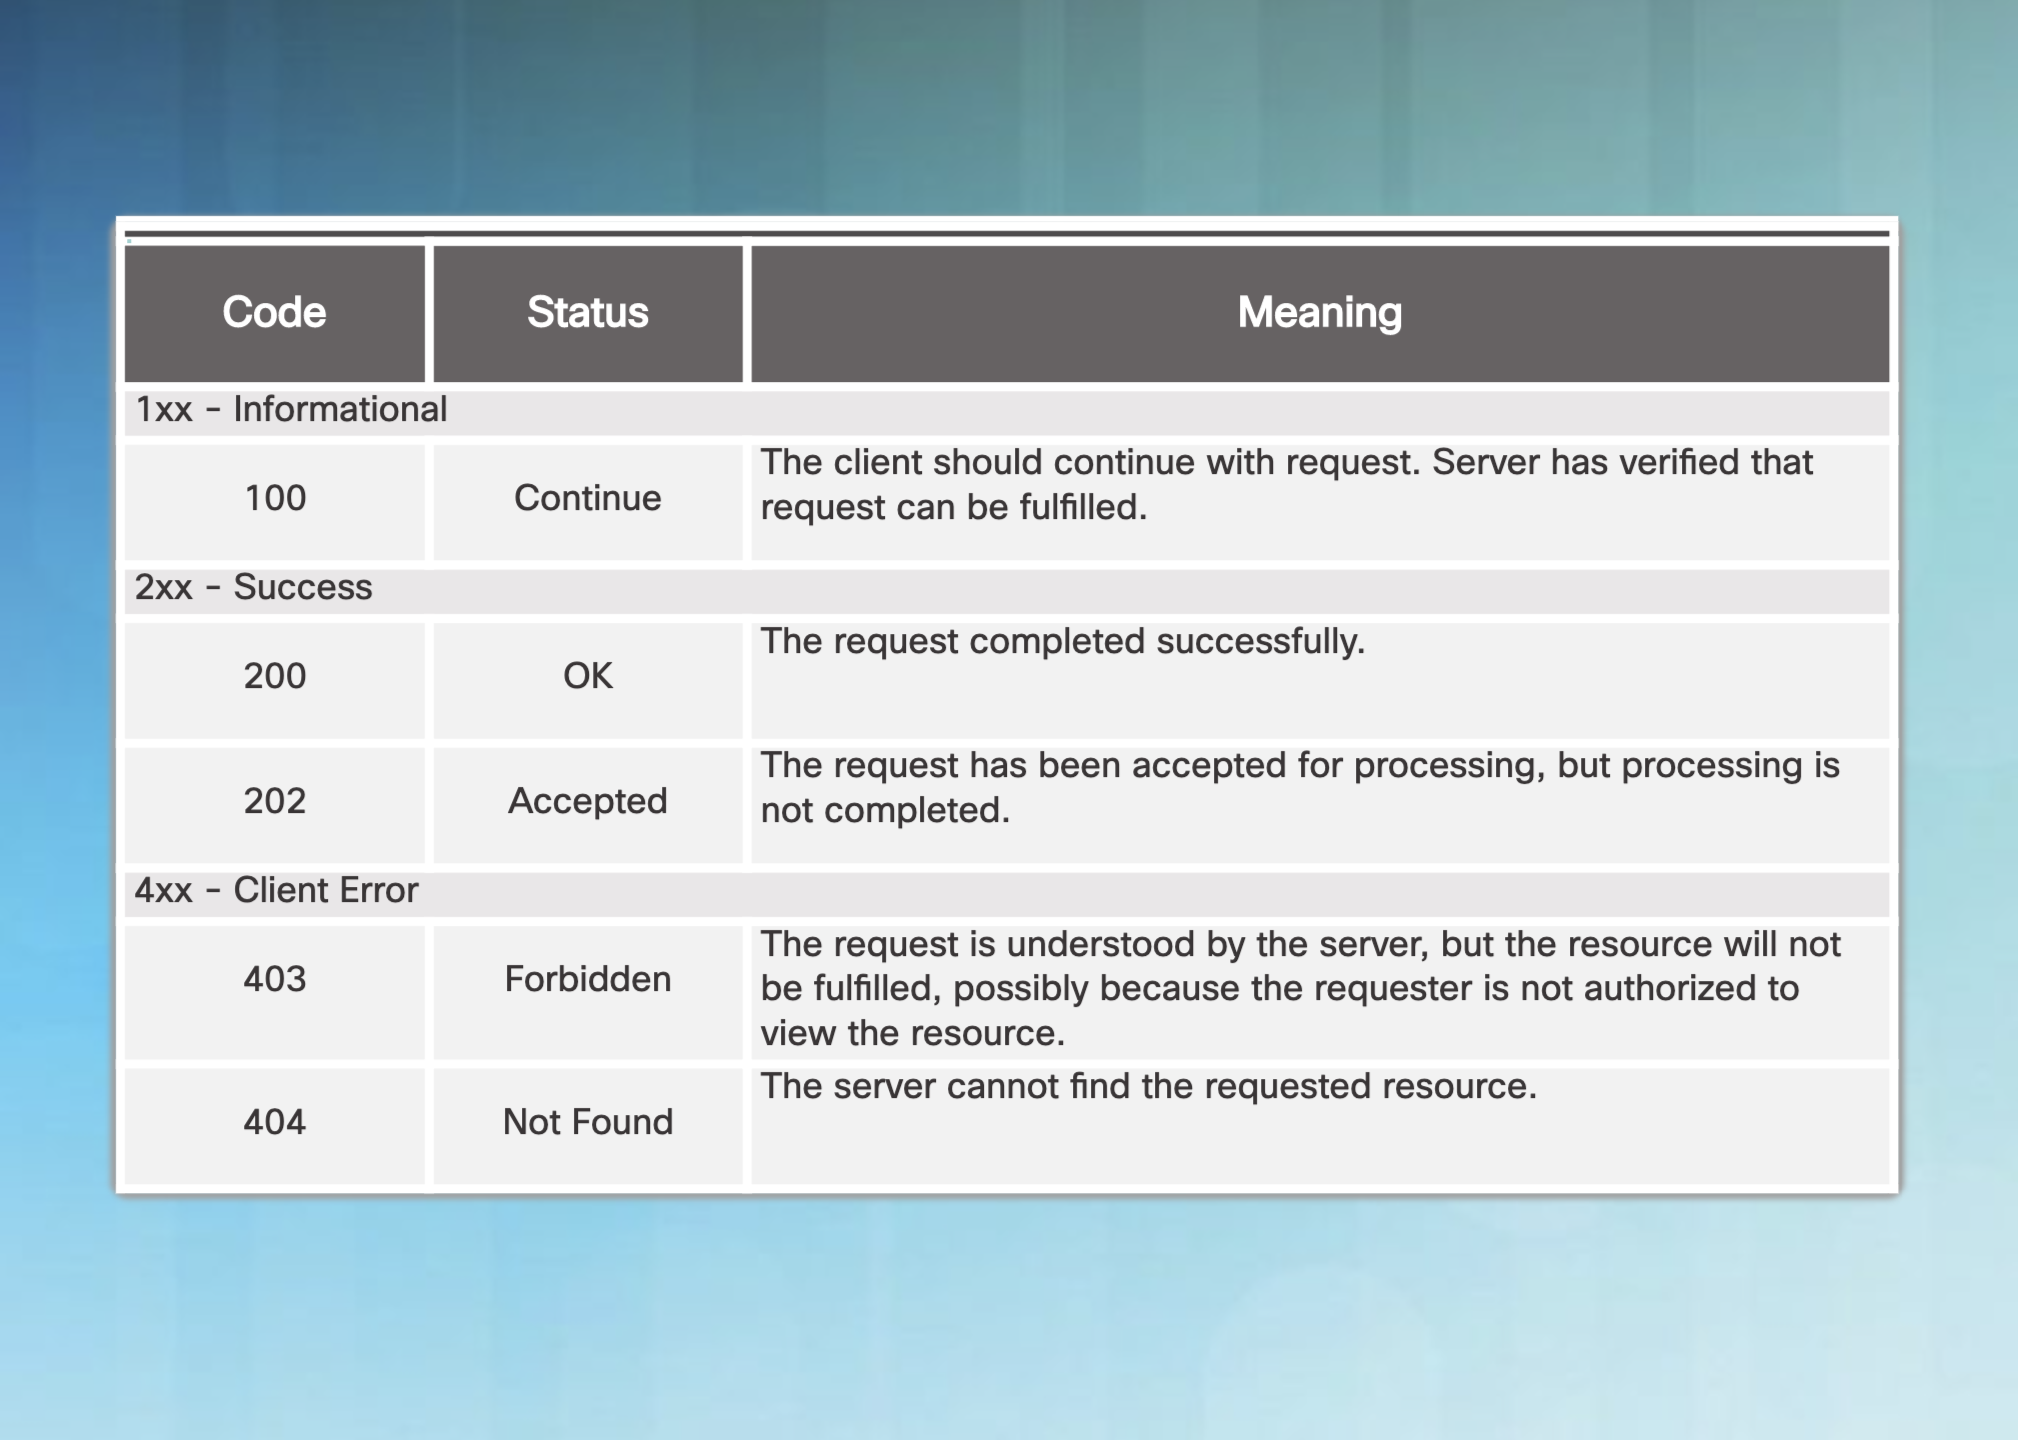 Code Status Meaning
1xx - Informational
100 Continue The client should continue with request. Server has verified that
request can be fulfilled.
2xx - Success
200 OK The request completed successfully.
202 Accepted The request has been accepted for processing, but processing is
not completed.
4xx - Client Error
403 Forbidden The request is understood by the server, but the resource will not
be fulfilled, possibly because the requester is not authorized to
view the resource.
404 Not Found The server cannot find the requested resource.